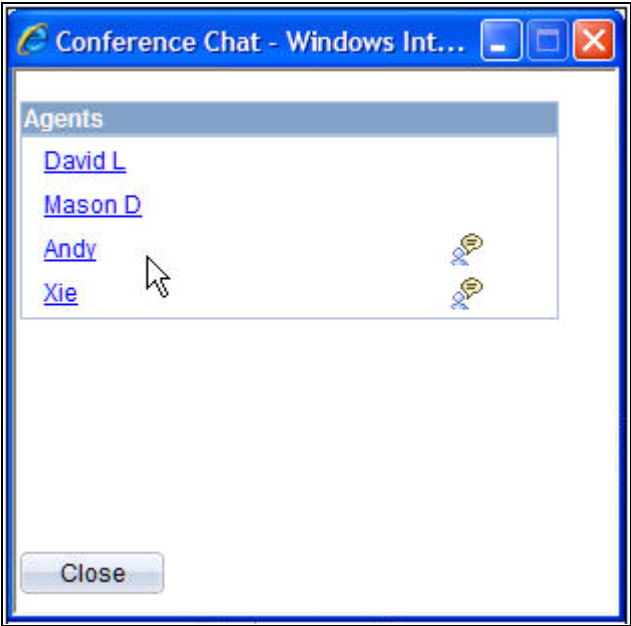 Conference Chat - Windows Int...
Agents
David L
Mason D
Andy
Xie
Close